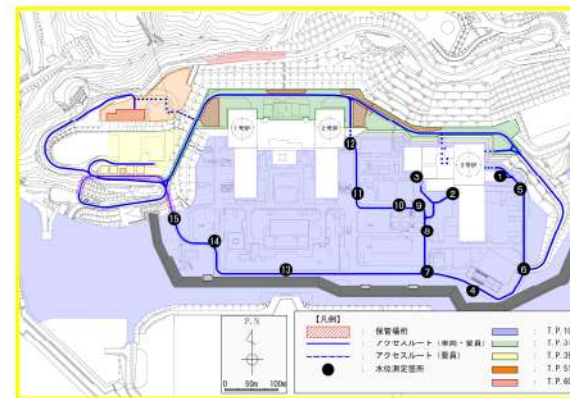 1号炉
2号炉
3号炉
12
3
1
2
5
11
10
9
8
15
14
13
7
6
4
P.N
0 50m 100m
【凡例】
： 保管場所
： アクセスルート（車両・要員）
： アクセスルート（要員）
● ： 水位測定箇所
： T.P.10
： T.P.3
： T.P.3
： T.P.5
： T.P.6